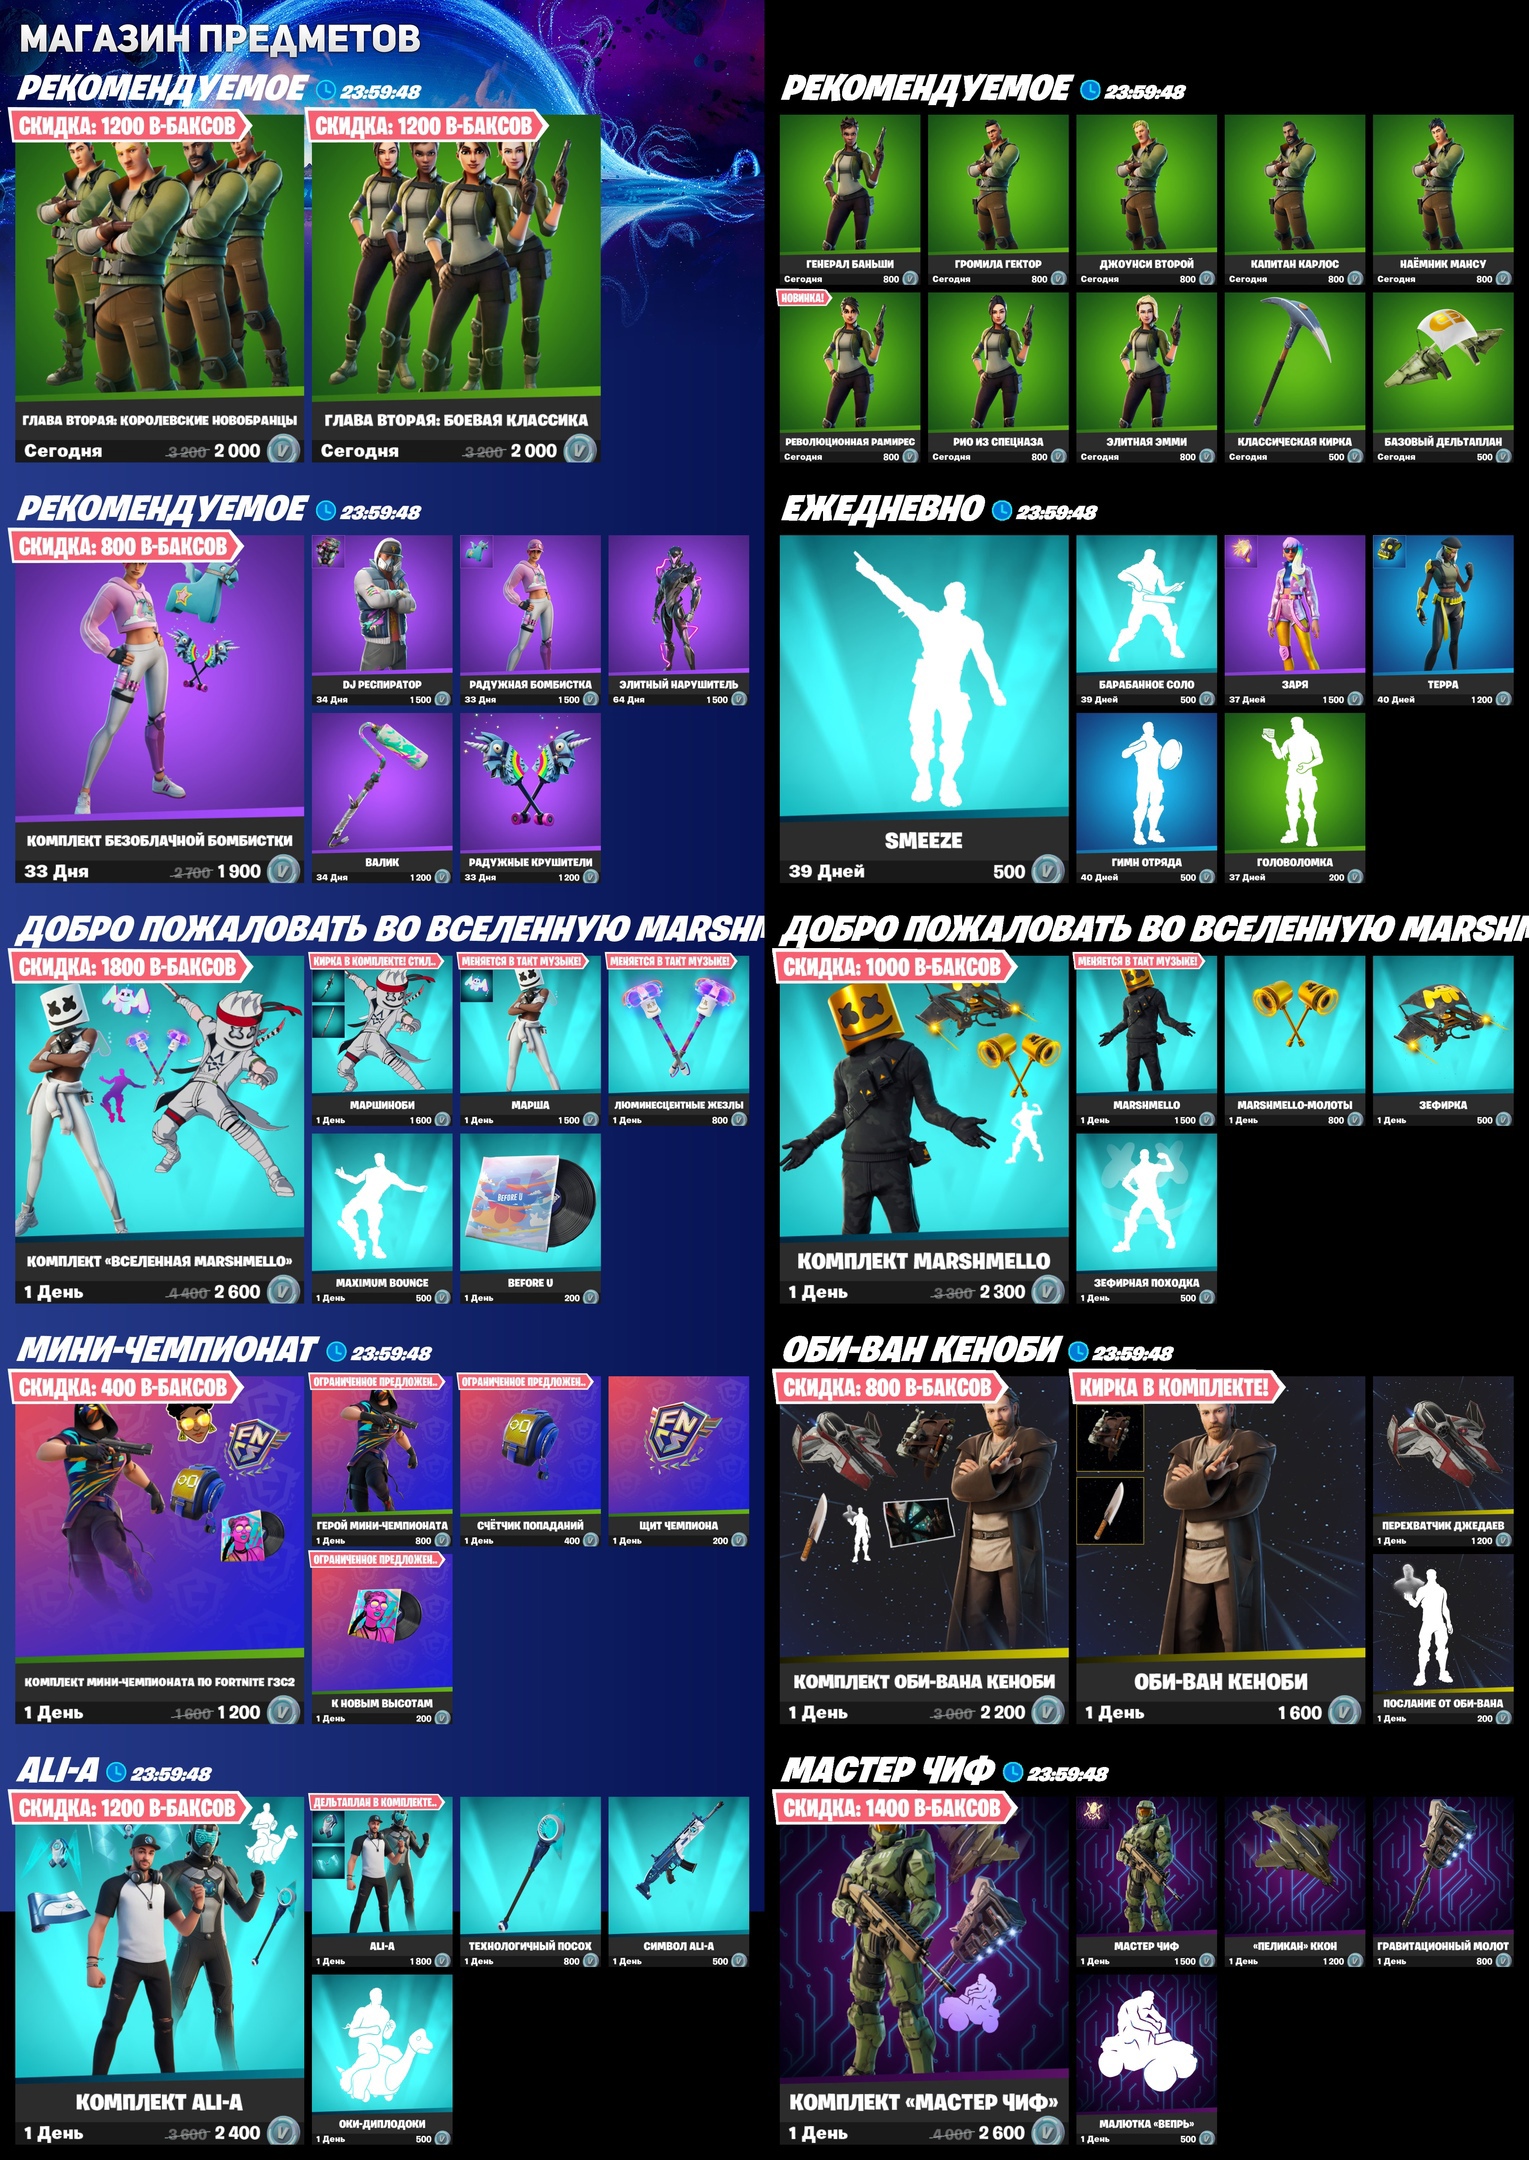 МАГАЗИН ПРЕДМЕТОВ
РЕКОМЕНДУЕМОЕ 23:59:48
СКИДКА: 1200 В-БАКСОВ
ГЛАВА ВТОРАЯ: КОРОЛЕВСКИЕ НОВОБРАНЦЫ
Сегодня 3 200 2 000
СКИДКА: 1200 В-БАКСОВ
ГЛАВА ВТОРАЯ: БОЕВАЯ КЛАССИКА
Сегодня 3 200 2 000
РЕКОМЕНДУЕМОЕ 23:59:48
ГЕНЕРАЛ БАНЬШИ
Сегодня 800
ГРОМИЛА ГЕКТОР
Сегодня 800
ДЖОУНСИ ВТОРОЙ
Сегодня 800
КАПИТАН КАРЛОС
Сегодня 800
НАЁМНИК МАНСУ
Сегодня 800
НОВИНКА!
РЕВОЛЮЦИОННАЯ РАМИРЕС
Сегодня 800
РИО ИЗ СПЕЦНАЗА
Сегодня 800
ЭЛИТНАЯ ЭММИ
Сегодня 800
КЛАССИЧЕСКАЯ КИРКА
Сегодня 500
БАЗОВЫЙ ДЕЛЬТАПЛАН
Сегодня 500
РЕКОМЕНДУЕМОЕ 23:59:48
СКИДКА: 800 В-БАКСОВ
КОМПЛЕКТ БЕЗОБЛАЧНОЙ БОМБИСТКИ
33 Дня 2 700 1 900
DJ РЕСПИРАТОР
34 Дня 1 500
РАДУЖНАЯ БОМБИСТКА
33 Дня 1 500
ЭЛИТНЫЙ НАРУШИТЕЛЬ
64 Дня 1 500
ВАЛИК
34 Дня 1 200
РАДУЖНЫЕ КРУШИТЕЛИ
33 Дня 1 200
ЕЖЕДНЕВНО 23:59:48
SMEEZE
39 Дней 500
БАРАБАННОЕ СОЛО
39 Дней 500
ЗАРЯ
37 Дней 1 500
ТЕРРА
40 Дней 1 200
ГИМН ОТРЯДА
40 Дней 500
ГОЛОВОЛОМКА
37 Дней 200
ДОБРО ПОЖАЛОВАТЬ ВО ВСЕЛЕННУЮ MARSHM
СКИДКА: 1800 В-БАКСОВ
КОМПЛЕКТ «ВСЕЛЕННАЯ MARSHMELLO»
1 День 4 400 2 600
КИРКА В КОМПЛЕКТЕ! СТИЛ..
МАРШИНОБИ
1 День 1 600
МЕНЯЕТСЯ В ТАКТ МУЗЫКЕ!
МАРША
1 День 1 500
МЕНЯЕТСЯ В ТАКТ МУЗЫКЕ!
ЛЮМИНЕСЦЕНТНЫЕ ЖЕЗЛЫ
1 День 800
MAXIMUM BOUNCE
1 День 500
BEFORE U
BEFORE U
1 День 200
ДОБРО ПОЖАЛОВАТЬ ВО ВСЕЛЕННУЮ MARSHM
СКИДКА: 1000 В-БАКСОВ
КОМПЛЕКТ MARSHMELLO
1 День 3 300 2 300
МЕНЯЕТСЯ В ТАКТ МУЗЫКЕ!
MARSHMELLO
1 День 1 500
MARSHMELLO-МОЛОТЫ
1 День 800
ЗЕФИРКА
1 День 500
ЗЕФИРНАЯ ПОХОДКА
1 День 500
МИНИ-ЧЕМПИОНАТ 23:59:48
СКИДКА: 400 В-БАКСОВ
FNCS
КОМПЛЕКТ МИНИ-ЧЕМПИОНАТА ПО FORTNITE Г3С2
1 День 1 600 1 200
ОГРАНИЧЕННОЕ ПРЕДЛОЖЕН..
ГЕРОЙ МИНИ-ЧЕМПИОНАТА
1 День 800
ОГРАНИЧЕННОЕ ПРЕДЛОЖЕН..
СЧЁТЧИК ПОПАДАНИЙ
1 День 400
FNCS
ЩИТ ЧЕМПИОНА
1 День 200
ОГРАНИЧЕННОЕ ПРЕДЛОЖЕН..
К НОВЫМ ВЫСОТАМ
1 День 200
ОБИ-ВАН КЕНОБИ 23:59:48
СКИДКА: 800 В-БАКСОВ
КОМПЛЕКТ ОБИ-ВАНА КЕНОБИ
1 День 3 000 2 200
КИРКА В КОМПЛЕКТЕ!
ОБИ-ВАН КЕНОБИ
1 День 1 600
ПЕРЕХВАТЧИК ДЖЕДАЕВ
1 День 1 200
ПОСЛАНИЕ ОТ ОБИ-ВАНА
1 День 200
ALI-A 23:59:48
СКИДКА: 1200 В-БАКСОВ
КОМПЛЕКТ ALI-A
1 День 3 600 2 400
ДЕЛЬТАПЛАН В КОМПЛЕКТЕ..
ALI-A
1 День 1 800
ТЕХНОЛОГИЧНЫЙ ПОСОХ
1 День 800
СИМВОЛ ALI-A
1 День 500
ОКИ-ДИПЛОДОКИ
1 День 500
МАСТЕР ЧИФ 23:59:48
СКИДКА: 1400 В-БАКСОВ
КОМПЛЕКТ «МАСТЕР ЧИФ»
1 День 4 000 2 600
МАСТЕР ЧИФ
1 День 1 500
«ПЕЛИКАН» ККОН
1 День 1 200
ГРАВИТАЦИОННЫЙ МОЛОТ
1 День 800
МАЛЮТКА «ВЕПРЬ»
1 День 500